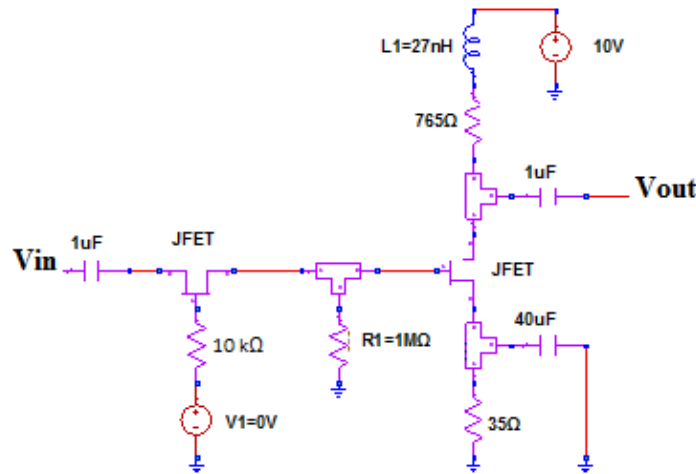 L1=27nH
10V
765Ω
1uF
Vout
JFET
1uF
Vin
JFET
10 kΩ
R1=1MΩ
40uF
V1=0V
35Ω